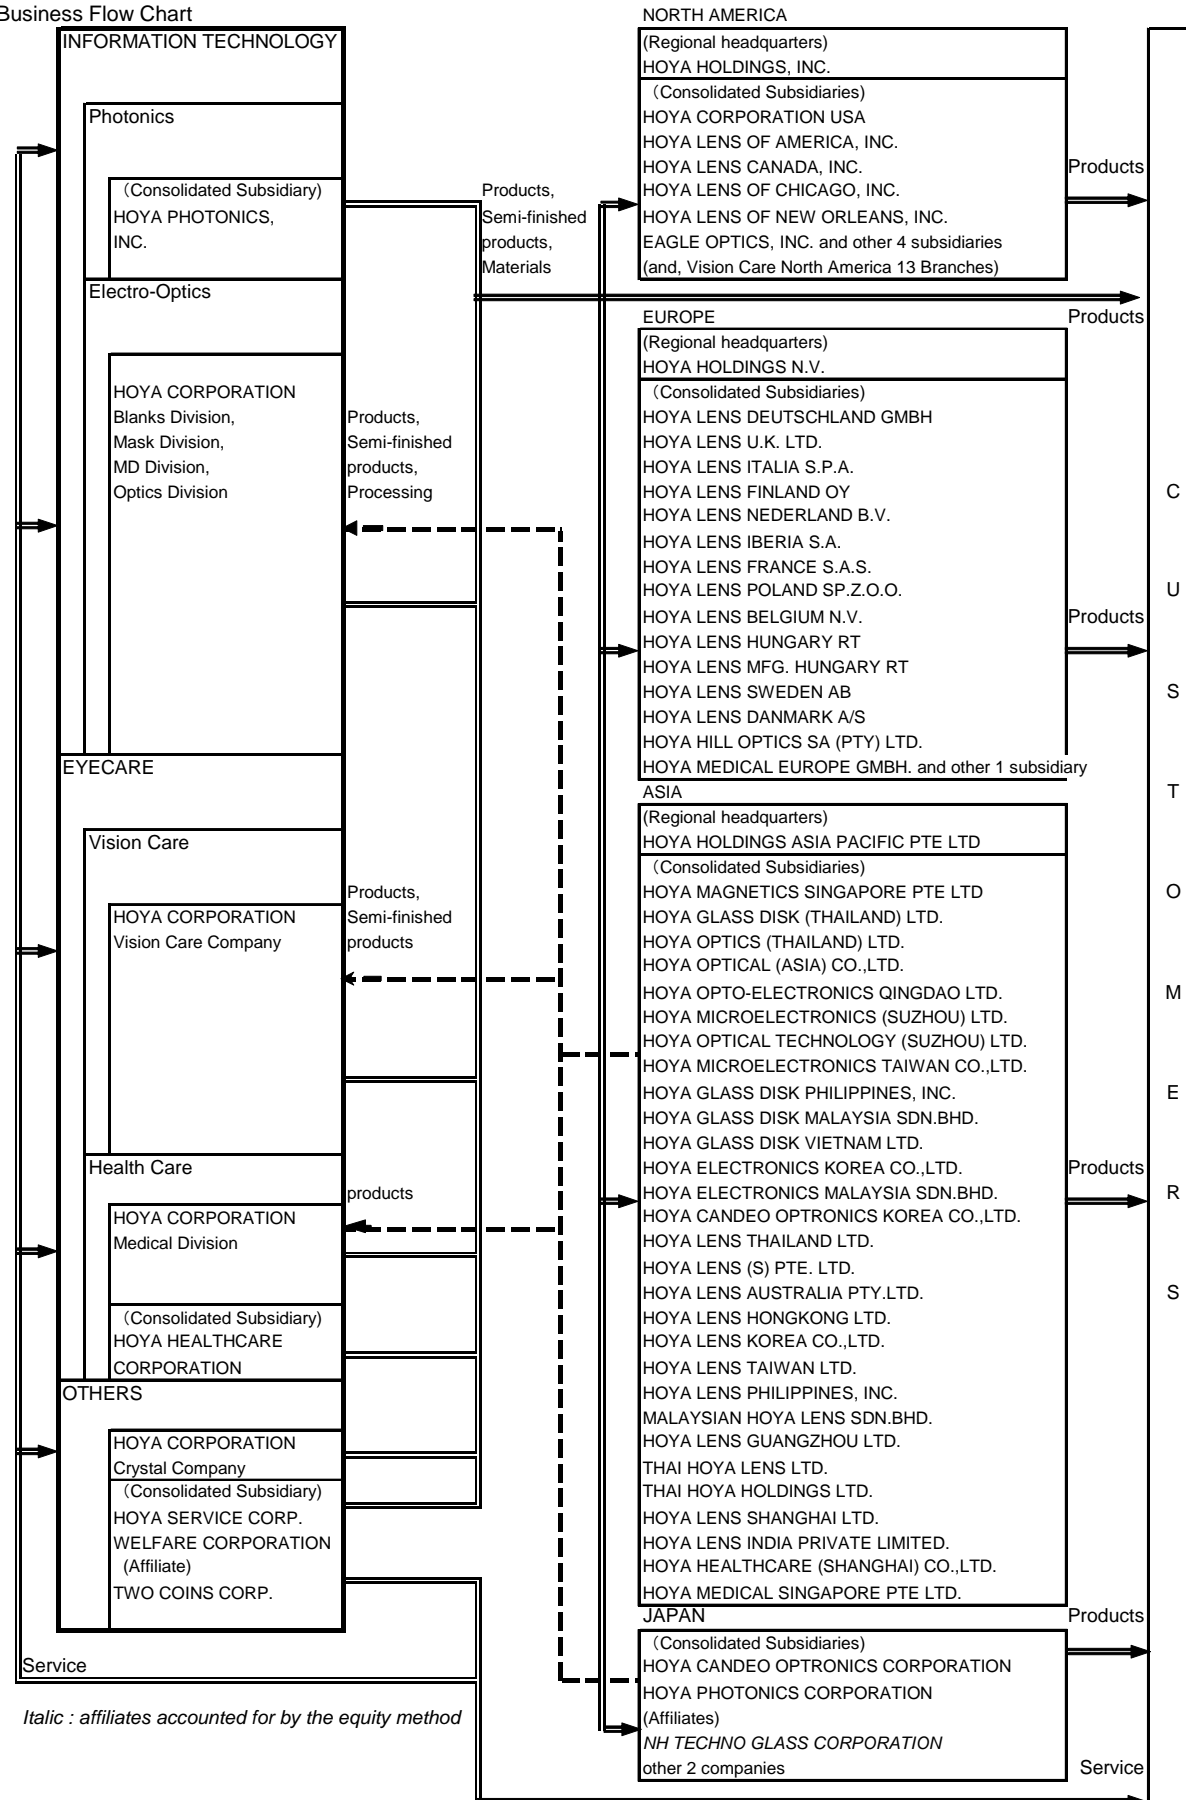 Business Flow Chart
INFORMATION TECHNOLOGY
Photonics
(Consolidated Subsidiary)
HOYA PHOTONICS,
INC.
Electro-Optics
HOYA CORPORATION
Blanks Division,
Mask Division,
MD Division,
Optics Division
EYECARE
Vision Care
HOYA CORPORATION
Vision Care Company
Health Care
HOYA CORPORATION
Medical Division
(Consolidated Subsidiary)
HOYA HEALTHCARE
CORPORATION
OTHERS
HOYA CORPORATION
Crystal Company
(Consolidated Subsidiary)
HOYA SERVICE CORP.
WELFARE CORPORATION
(Affiliate)
TWO COINS CORP.
Service
Italic : affiliates accounted for by the equity method
Products,
Semi-finished
products,
Processing
Products,
Semi-finished
products
products
Products,
Semi-finished
products,
Materials
NORTH AMERICA
(Regional headquarters)
HOYA HOLDINGS, INC.
(Consolidated Subsidiaries)
HOYA CORPORATION USA
HOYA LENS OF AMERICA, INC.
HOYA LENS CANADA, INC.
HOYA LENS OF CHICAGO, INC.
HOYA LENS OF NEW ORLEANS, INC.
EAGLE OPTICS, INC. and other 4 subsidiaries
(and, Vision Care North America 13 Branches)
Products
EUROPE
Products
(Regional headquarters)
HOYA HOLDINGS N.V.
(Consolidated Subsidiaries)
HOYA LENS DEUTSCHLAND GMBH
HOYA LENS U.K. LTD.
HOYA LENS ITALIA S.P.A.
HOYA LENS FINLAND OY
HOYA LENS NEDERLAND B.V.
HOYA LENS IBERIA S.A.
HOYA LENS FRANCE S.A.S.
HOYA LENS POLAND SP.Z.O.O.
HOYA LENS BELGIUM N.V.
HOYA LENS HUNGARY RT
HOYA LENS MFG. HUNGARY RT
HOYA LENS SWEDEN AB
HOYA LENS DANMARK A/S
HOYA HILL OPTICS SA (PTY) LTD.
HOYA MEDICAL EUROPE GMBH. and other 1 subsidiary
Products
ASIA
(Regional headquarters)
HOYA HOLDINGS ASIA PACIFIC PTE LTD
(Consolidated Subsidiaries)
HOYA MAGNETICS SINGAPORE PTE LTD
HOYA GLASS DISK (THAILAND) LTD.
HOYA OPTICS (THAILAND) LTD.
HOYA OPTICAL (ASIA) CO.,LTD.
HOYA OPTO-ELECTRONICS QINGDAO LTD.
HOYA MICROELECTRONICS (SUZHOU) LTD.
HOYA OPTICAL TECHNOLOGY (SUZHOU) LTD.
HOYA MICROELECTRONICS TAIWAN CO.,LTD.
HOYA GLASS DISK PHILIPPINES, INC.
HOYA GLASS DISK MALAYSIA SDN.BHD.
HOYA GLASS DISK VIETNAM LTD.
HOYA ELECTRONICS KOREA CO.,LTD.
HOYA ELECTRONICS MALAYSIA SDN.BHD.
HOYA CANDEO OPTRONICS KOREA CO.,LTD.
HOYA LENS THAILAND LTD.
HOYA LENS (S) PTE. LTD.
HOYA LENS AUSTRALIA PTY.LTD.
HOYA LENS HONGKONG LTD.
HOYA LENS KOREA CO.,LTD.
HOYA LENS TAIWAN LTD.
HOYA LENS PHILIPPINES, INC.
MALAYSIAN HOYA LENS SDN.BHD.
HOYA LENS GUANGZHOU LTD.
THAI HOYA LENS LTD.
THAI HOYA HOLDINGS LTD.
HOYA LENS SHANGHAI LTD.
HOYA LENS INDIA PRIVATE LIMITED.
HOYA HEALTHCARE (SHANGHAI) CO.,LTD.
HOYA MEDICAL SINGAPORE PTE LTD.
Products
JAPAN
Products
(Consolidated Subsidiaries)
HOYA CANDEO OPTRONICS CORPORATION
HOYA PHOTONICS CORPORATION
(Affiliates)
NH TECHNO GLASS CORPORATION
other 2 companies
Service
C
U
S
T
O
M
E
R
S